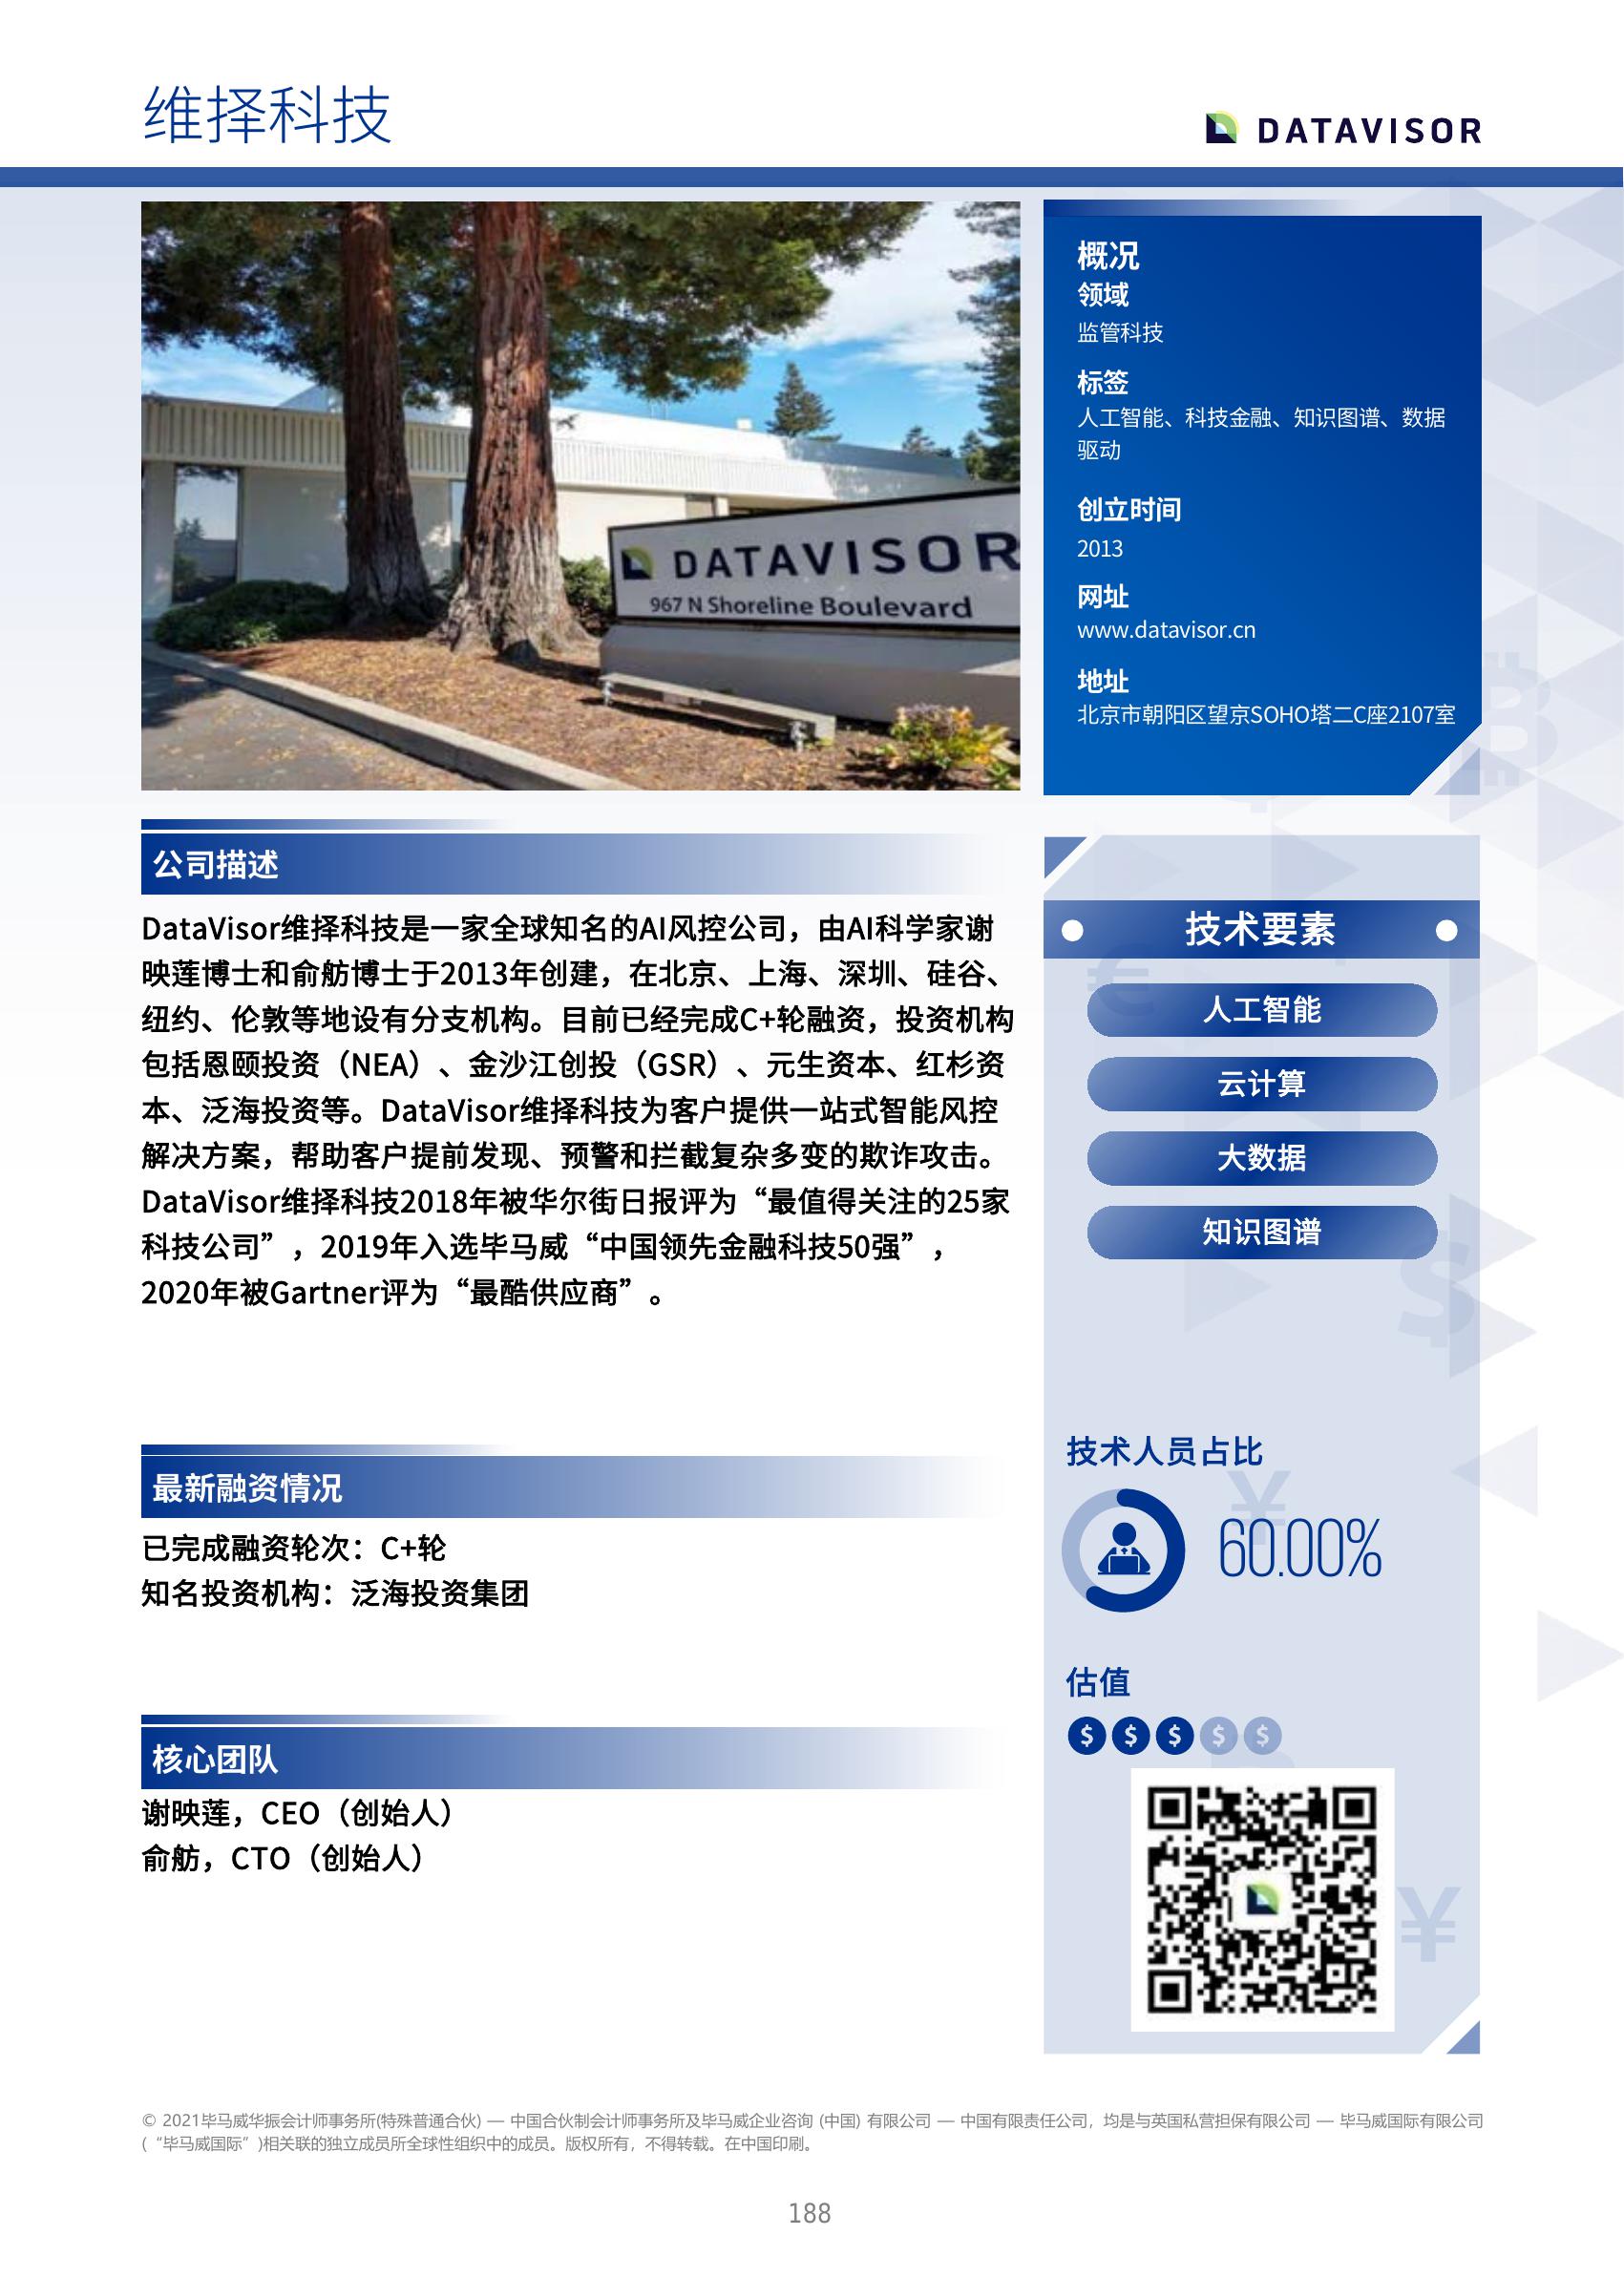 维择科技
DATAVISOR
DATAVISOR
967 N Shoreline Boulevard
概况
领域
监管科技
标签
人工智能、科技金融、知识图谱、数据
驱动
创立时间
2013
网址
www.datavisor.cn
地址
北京市朝阳区望京SOHO塔二C座2107室
公司描述
DataVisor维择科技是一家全球知名的AI风控公司，由AI科学家谢
映莲博士和俞舫博士于2013年创建，在北京、上海、深圳、硅谷、
纽约、伦敦等地设有分支机构。目前已经完成C+轮融资，投资机构
包括恩颐投资（NEA）、金沙江创投（GSR）、元生资本、红杉资
本、泛海投资等。DataVisor维择科技为客户提供一站式智能风控
解决方案，帮助客户提前发现、预警和拦截复杂多变的欺诈攻击。
DataVisor维择科技2018年被华尔街日报评为“最值得关注的25家
科技公司”，2019年入选毕马威“中国领先金融科技50强”，
2020年被Gartner评为“最酷供应商”。
最新融资情况
已完成融资轮次：C+轮
知名投资机构：泛海投资集团
核心团队
谢映莲，CEO（创始人）
俞舫，CTO（创始人）
技术要素
人工智能
云计算
大数据
知识图谱
技术人员占比
60.00%
估值
$ $ $ $ $
© 2021毕马威华振会计师事务所(特殊普通合伙) — 中国合伙制会计师事务所及毕马威企业咨询 (中国) 有限公司 — 中国有限责任公司，均是与英国私营担保有限公司 — 毕马威国际有限公司
(“毕马威国际”)相关联的独立成员所全球性组织中的成员。版权所有，不得转载。在中国印刷。
188